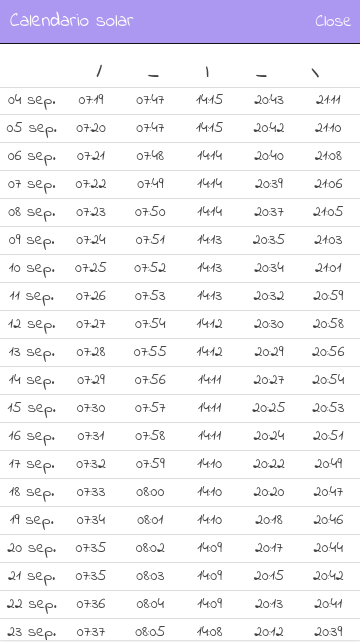 Calendario solar Close
04 sep. 07:19 07:47 14:15 20:43 21:11
05 sep. 07:20 07:47 14:15 20:42 21:10
06 sep. 07:21 07:48 14:14 20:40 21:08
07 sep. 07:22 07:49 14:14 20:39 21:06
08 sep. 07:23 07:50 14:14 20:37 21:05
09 sep. 07:24 07:51 14:13 20:35 21:03
10 sep. 07:25 07:52 14:13 20:34 21:01
11 sep. 07:26 07:53 14:13 20:32 20:59
12 sep. 07:27 07:54 14:12 20:30 20:58
13 sep. 07:28 07:55 14:12 20:29 20:56
14 sep. 07:29 07:56 14:11 20:27 20:54
15 sep. 07:30 07:57 14:11 20:25 20:53
16 sep. 07:31 07:58 14:11 20:24 20:51
17 sep. 07:32 07:59 14:10 20:22 20:49
18 sep. 07:33 08:00 14:10 20:20 20:47
19 sep. 07:34 08:01 14:10 20:18 20:46
20 sep. 07:35 08:02 14:09 20:17 20:44
21 sep. 07:35 08:03 14:09 20:15 20:42
22 sep. 07:36 08:04 14:09 20:13 20:41
23 sep. 07:37 08:05 14:08 20:12 20:39